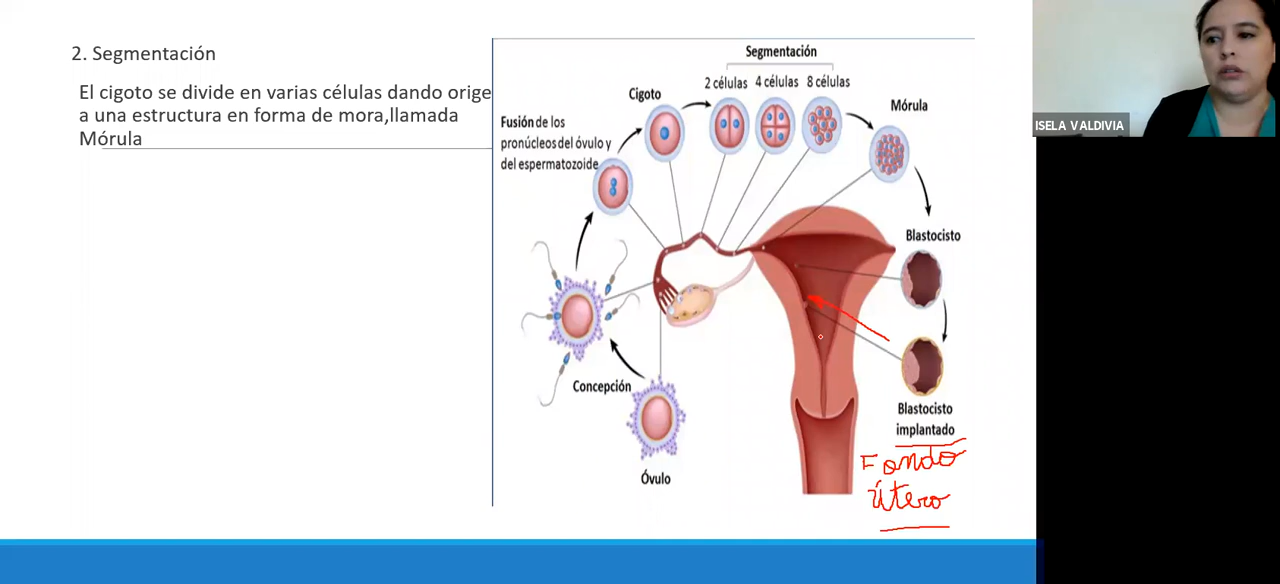 2. Segmentación
El cigoto se divide en varias células dando orige
a una estructura en forma de mora,llamada
Mórula
Segmentación
2 células 4 células 8 células
Cigoto
Mórula
Fusión de los
pronúcleos del óvulo y
del espermatozoide
Blastocisto
Concepción
Blastocisto
implantado
Óvulo
Fondo
Útero
ISELA VALDIVIA